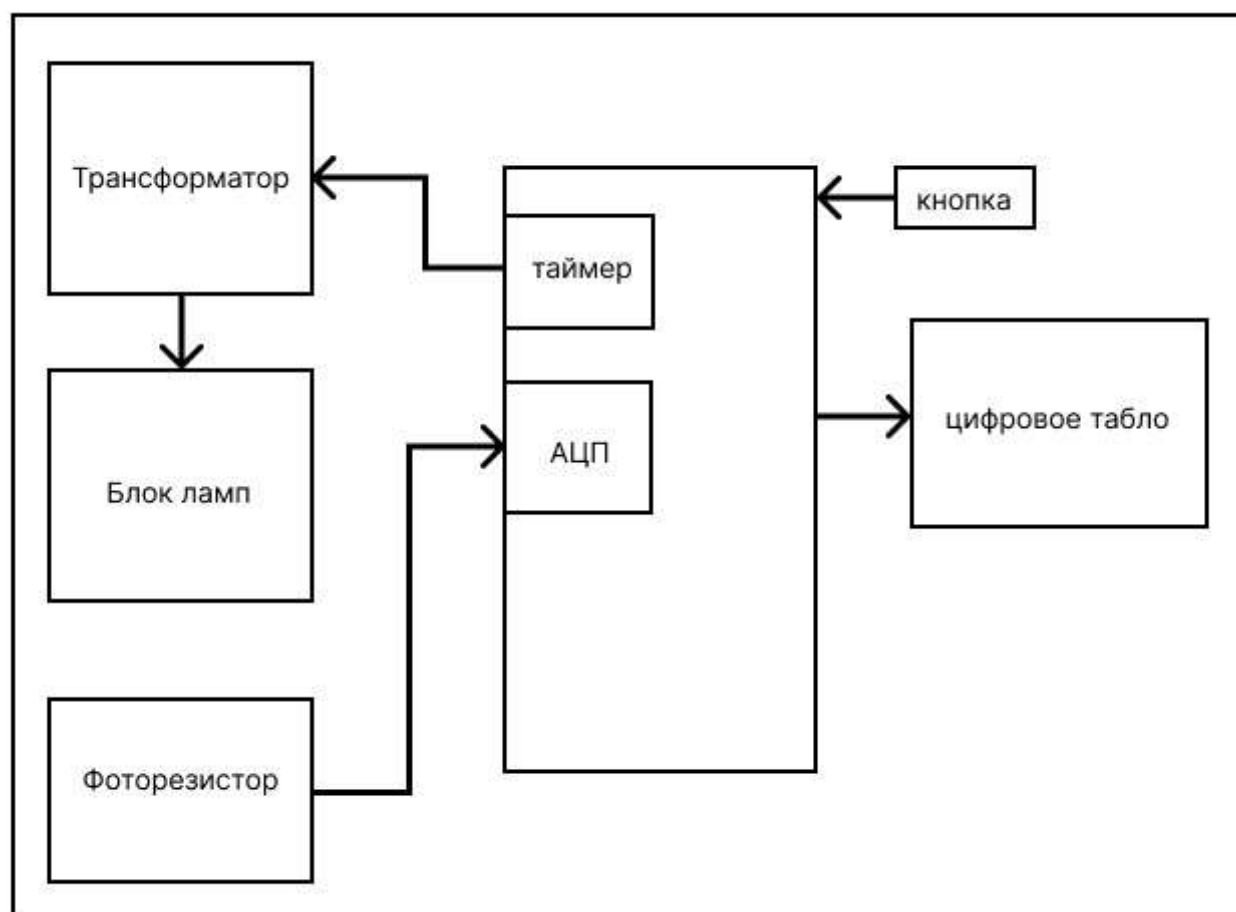 Трансформатор
кнопка
таймер
цифровое табло
АЦП
Блок ламп
Фоторезистор